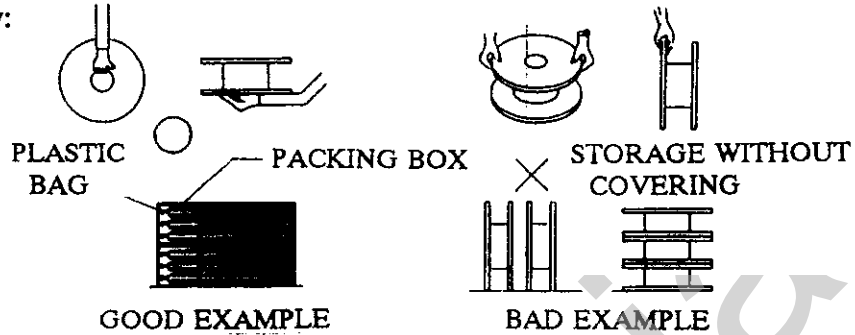 y:
PLASTIC
BAG
PACKING BOX
STORAGE WITHOUT
COVERING
GOOD EXAMPLE
BAD EXAMPLE